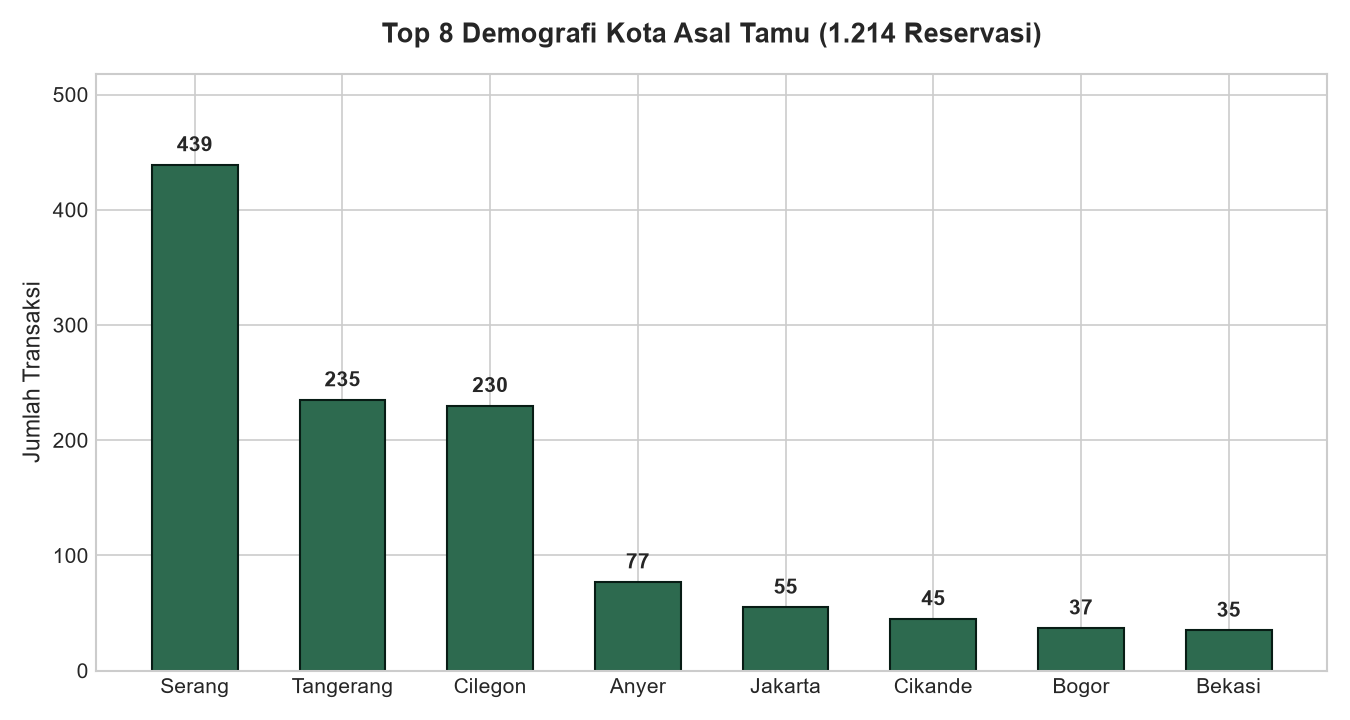 Top 8 Demografi Kota Asal Tamu (1.214 Reservasi)
Jumlah Transaksi
500
400
300
200
100
0
439
235
230
77
55
45
37
35
Serang
Tangerang
Cilegon
Anyer
Jakarta
Cikande
Bogor
Bekasi